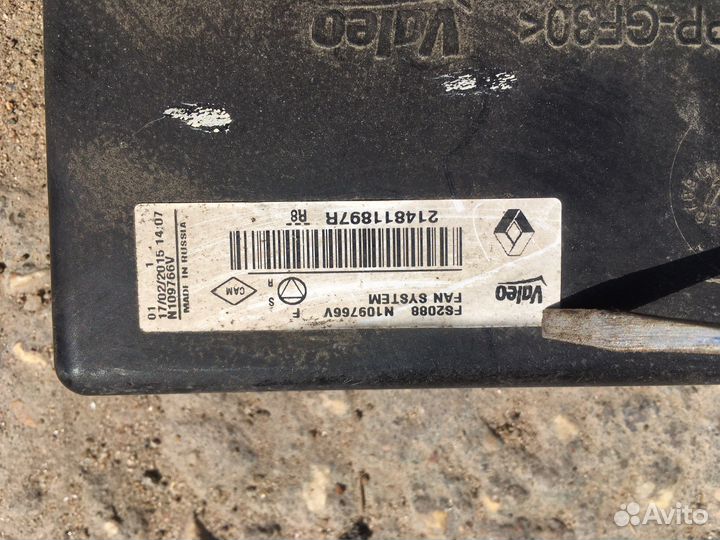 Valeo
>PP-GF30<
Valeo
FS2088 N109766V
FAN SYSTEM
F
S
R
CAM
214811897R
A8
01 1
17/02/2015 14:07
N109766V
MADE IN RUSSIA
Avito